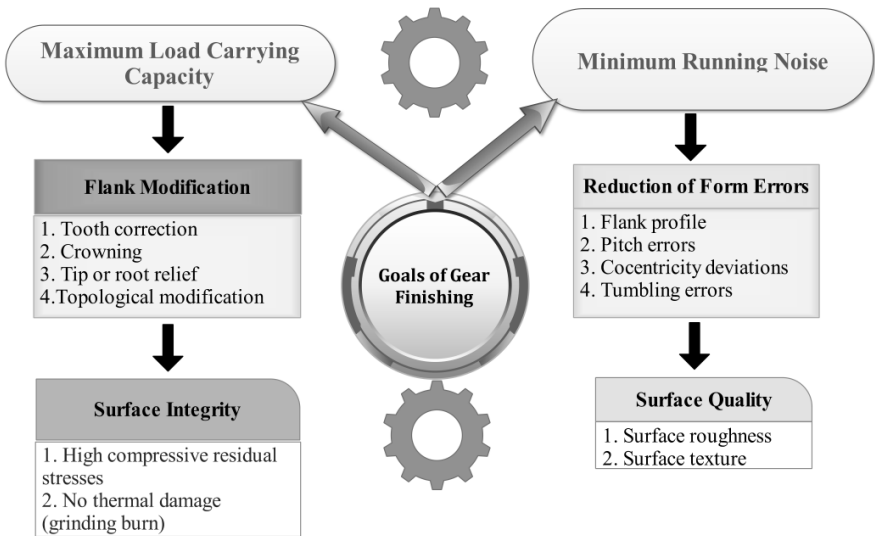 Maximum Load Carrying
Capacity
Minimum Running Noise
Flank Modification
1. Tooth correction
2. Crowning
3. Tip or root relief
4.Topological modification
Surface Integrity
1. High compressive residual
stresses
2. No thermal damage
(grinding burn)
Goals of Gear
Finishing
Reduction of Form Errors
1. Flank profile
2. Pitch errors
3. Cocentricity deviations
4. Tumbling errors
Surface Quality
1. Surface roughness
2. Surface texture